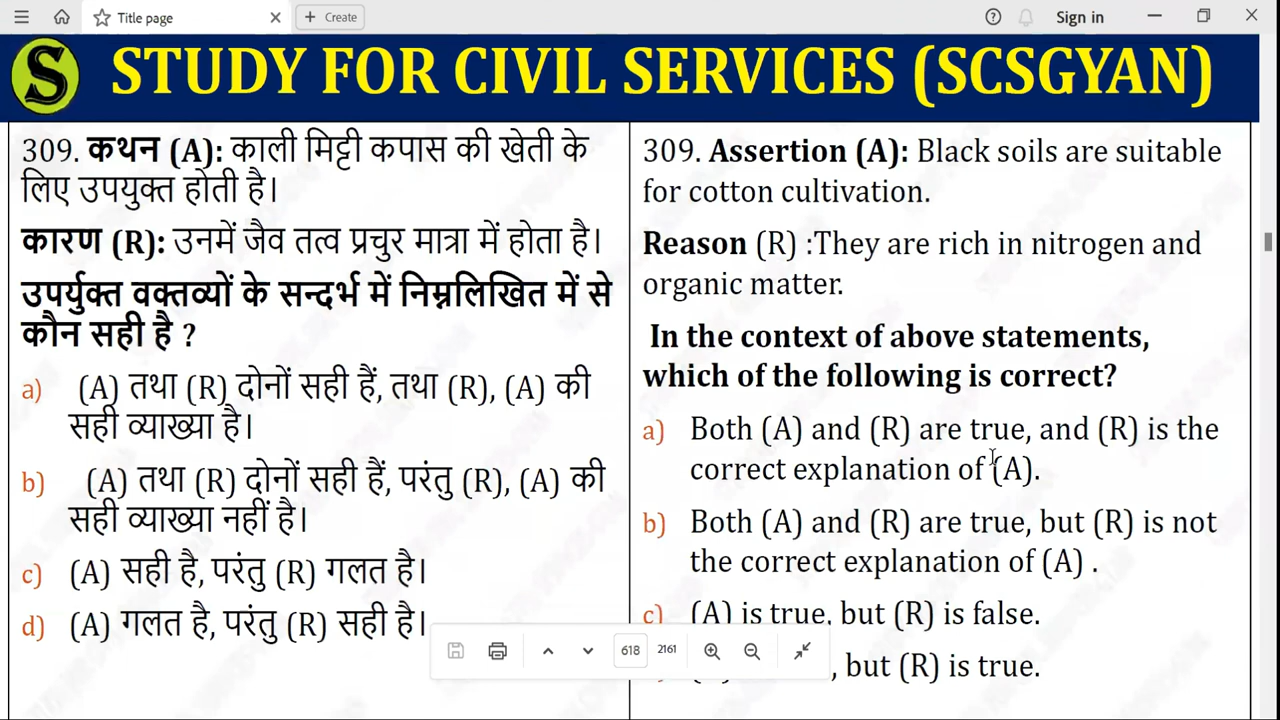 Title page
Create
Sign in
S
STUDY FOR CIVIL SERVICES (SCSGYAN)
309. कथन (A): काली मिट्टी कपास की खेती के
लिए उपयुक्त होती है।
कारण (R): उनमें जैव तत्व प्रचुर मात्रा में होता है।
उपर्युक्त वक्तव्यों के सन्दर्भ में निम्नलिखित में से
कौन सही है ?
a) (A) तथा (R) दोनों सही हैं, तथा (R), (A) की
सही व्याख्या है।
b) (A) तथा (R) दोनों सही हैं, परंतु (R), (A) की
सही व्याख्या नहीं है।
c) (A) सही है, परंतु (R) गलत है।
d) (A) गलत है, परंतु (R) सही है।
309. Assertion (A): Black soils are suitable
for cotton cultivation.
Reason (R) :They are rich in nitrogen and
organic matter.
In the context of above statements,
which of the following is correct?
a) Both (A) and (R) are true, and (R) is the
correct explanation of (A).
b) Both (A) and (R) are true, but (R) is not
the correct explanation of (A) .
c) (A) is true, but (R) is false.
, but (R) is true.
618 2161